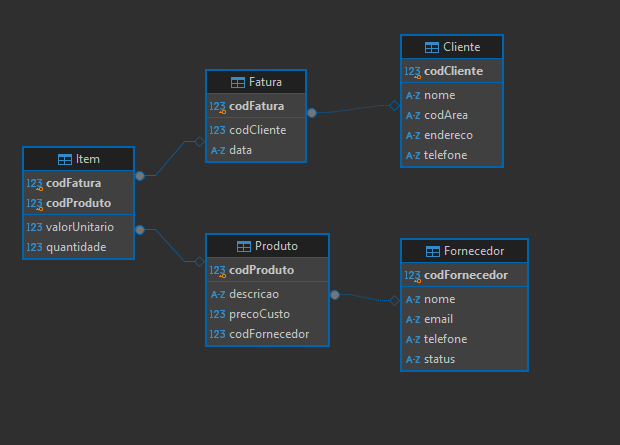 Cliente
123 codCliente
A-Z nome
A-Z codArea
A-Z endereco
A-Z telefone
Fatura
123 codFatura
123 codCliente
A-Z data
Item
123 codFatura
123 codProduto
123 valorUnitario
123 quantidade
Produto
123 codProduto
A-Z descricao
123 precoCusto
123 codFornecedor
Fornecedor
123 codFornecedor
A-Z nome
A-Z email
A-Z telefone
A-Z status